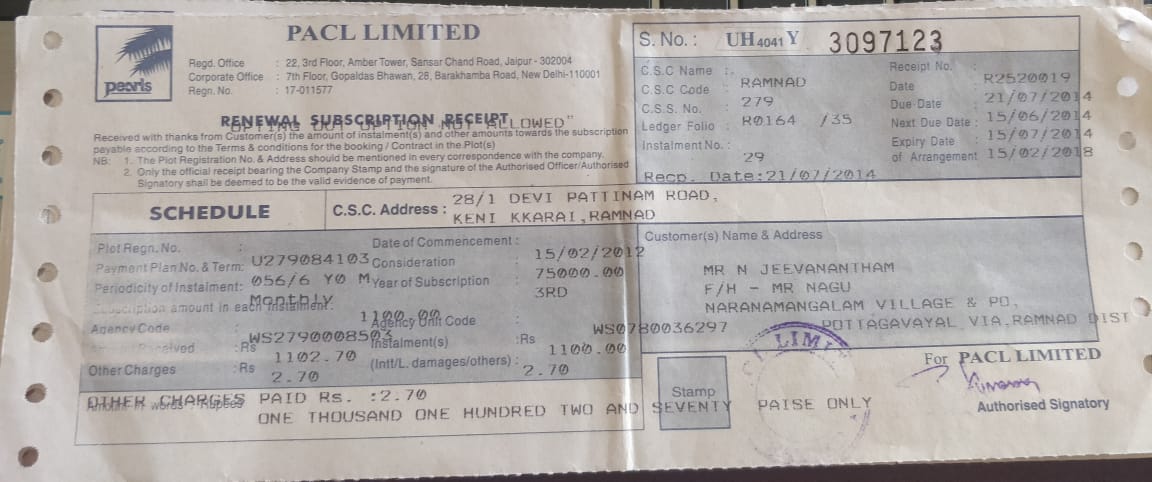 PACL LIMITED
pearls
Regd. Office : 22, 3rd Floor, Amber Tower, Sansar Chand Road, Jaipur - 302004
Corporate Office : 7th Floor, Gopaldas Bhawan, 28, Barakhamba Road, New Delhi-110001
Regn. No. : 17-011577
RENEWAL SUBSCRIPTION RECEIPT
"OPTING OUT OPTION NOT ALLOWED"
Received with thanks from Customer(s) the amount of instalment(s) and other amounts towards the subscription
payable according to the Terms & conditions for the booking / Contract in the Plot(s)
NB: 1. The Plot Registration No. & Address should be mentioned in every correspondence with the company.
2. Only the official receipt bearing the Company Stamp and the signature of the Authorised Officer/Authorised
Signatory shall be deemed to be the valid evidence of payment.
S. No. : UH 4041 Y 3097123
C.S.C Name : RAMNAD
C.S.C Code 279
C.S.S. No. R0164 /35
Ledger Folio :
Instalment No. : 29
Receipt No. : R2520019
Date 21/07/2014
Due Date : 15/06/2014
Next Due Date : 15/07/2014
Expiry Date of Arrangement : 15/02/2018
Recp. Date:21/07/2014
SCHEDULE
C.S.C. Address : 28/1 DEVI PATTINAM ROAD,
KENI KKARAI,RAMNAD
Plot Regn. No. : U279084103
Date of Commencement : 15/02/2012
Payment Plan No. & Term: 056/6 Y0 M
Consideration : 75000.00
Periodicity of Instalment: Monthly
Year of Subscription : 3RD
Subscription amount in each instalment: 1100.00
Agency Code : WS2790008503
Agency Unit Code : WS0780036297
Received :Rs 1102.70
Instalment(s) :Rs 1100.00
Other Charges :Rs 2.70
(Intt/L. damages/others) : 2.70
Customer(s) Name & Address
MR N JEEVANANTHAM
F/H - MR NAGU
NARANAMANGALAM VILLAGE & PO,
POTTAGAVAYAL VIA,RAMNAD DIST
OTHER CHARGES PAID Rs. :2.70
Amount in words : Rupees
ONE THOUSAND ONE HUNDRED TWO AND SEVENTY PAISE ONLY
Stamp
LIMI
For PACL LIMITED
Authorised Signatory